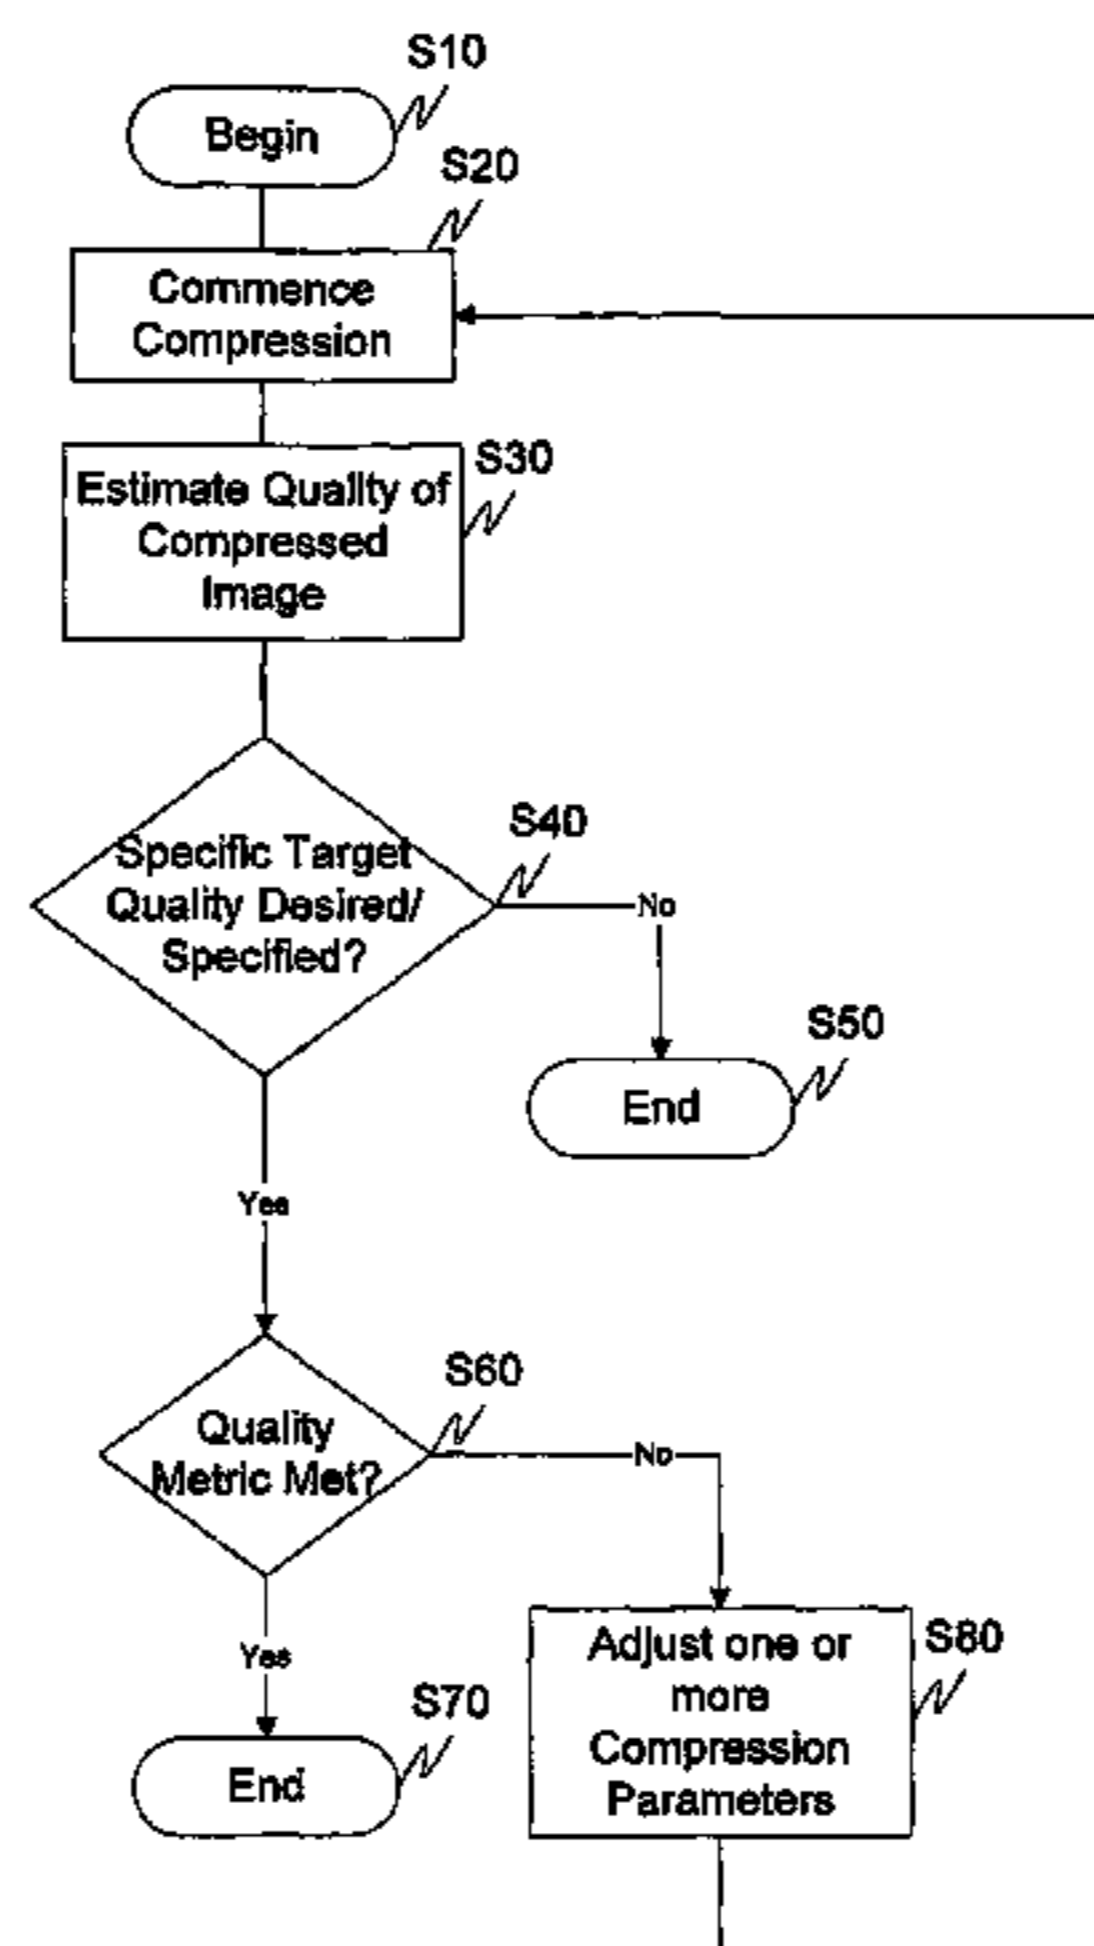 S10
Begin
S20
Commence
Compression
S30
Estimate Quality of
Compressed
Image
S40
Specific Target
Quality Desired/
Specified?
No
S50
End
Yes
S60
Quality
Metric Met?
No
Yes
S80
Adjust one or
more
Compression
Parameters
S70
End